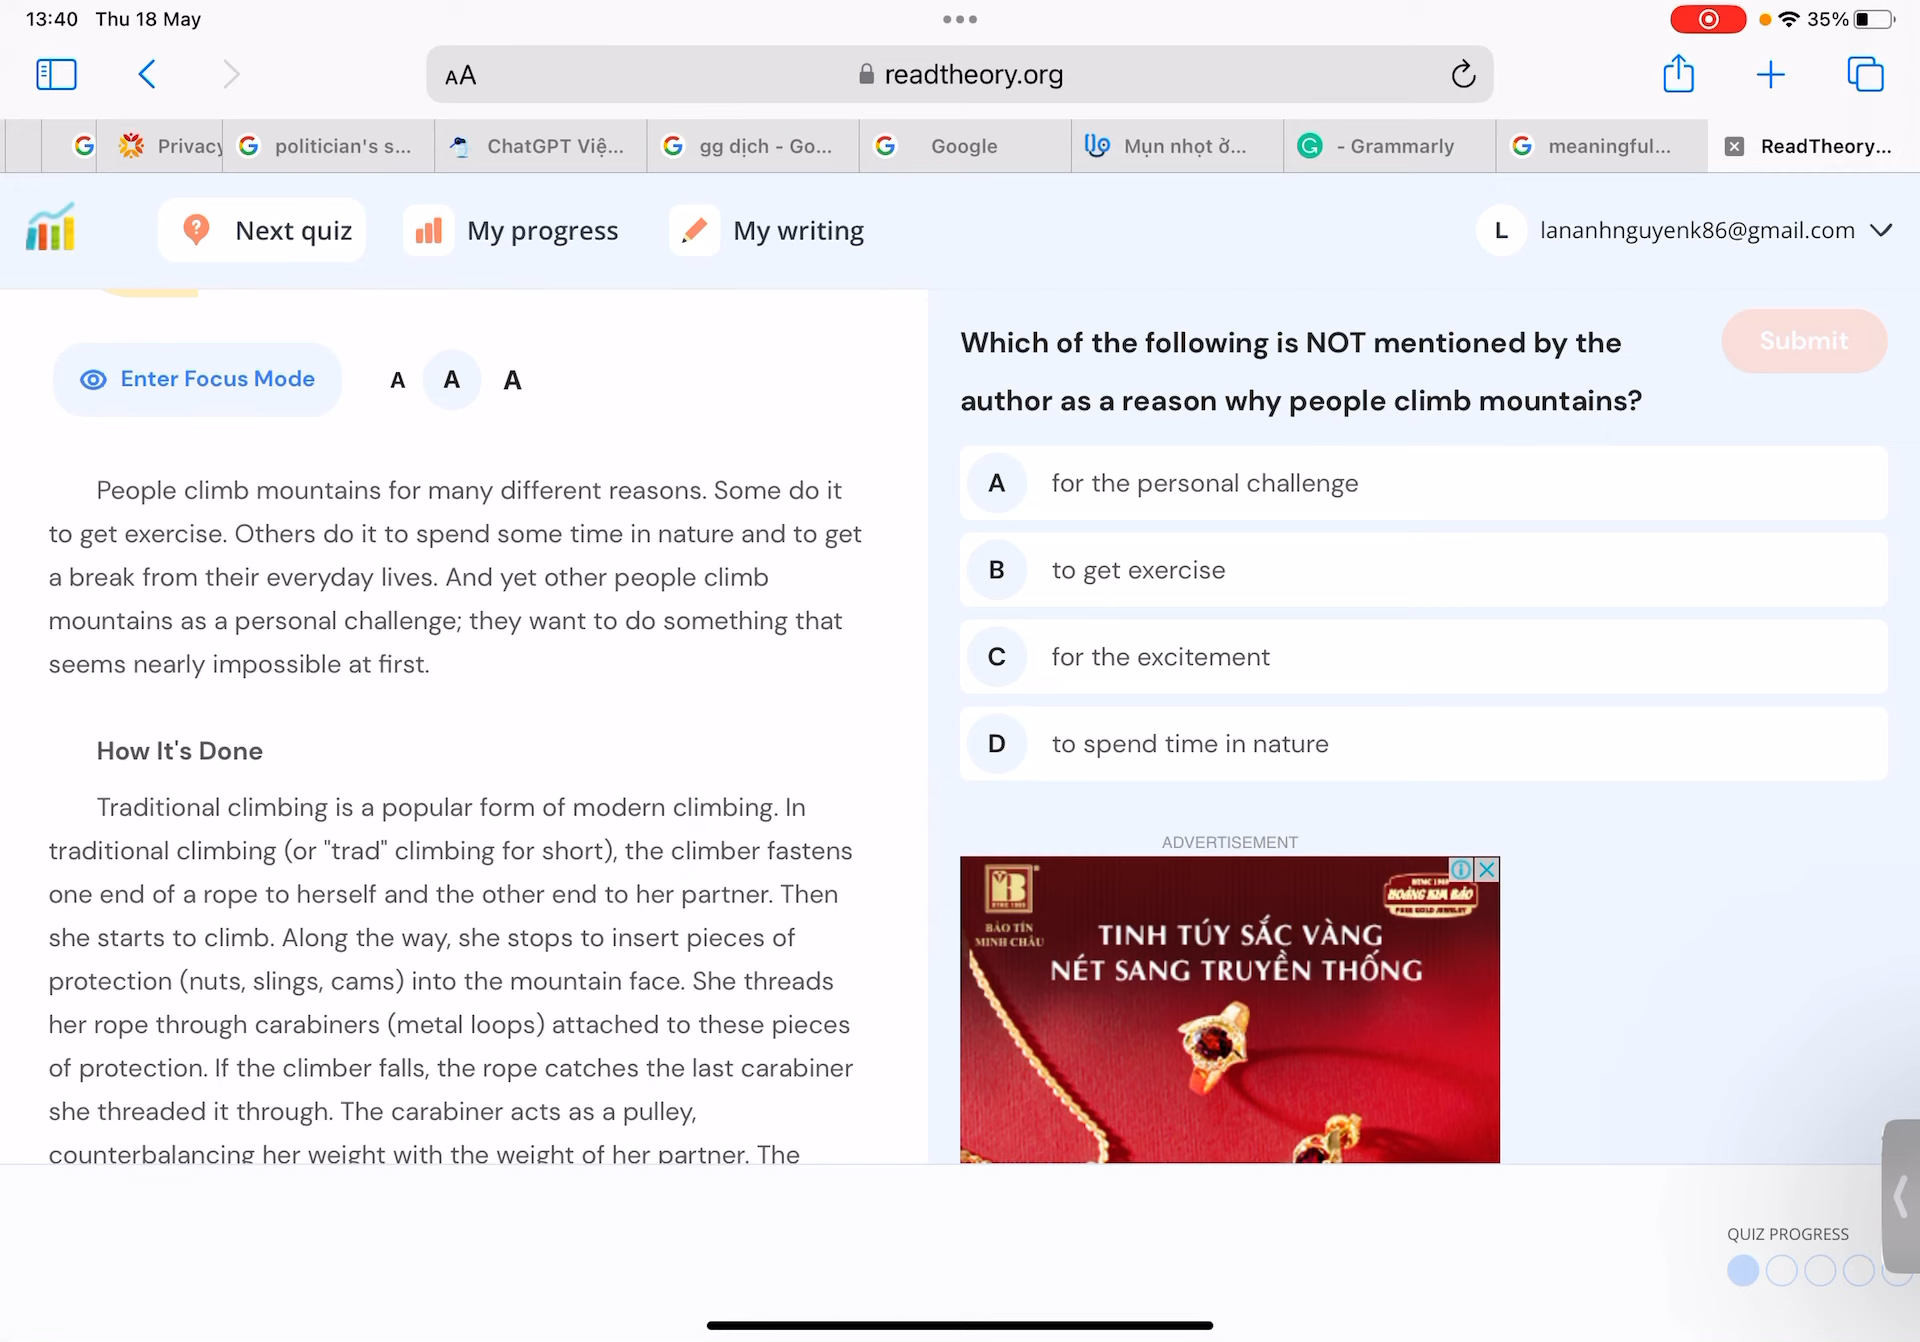 13:40 Thu 18 May
35%
AA
readtheory.org
Privacy
politician's s...
ChatGPT Việ...
gg dịch - Go...
Google
Mụn nhọt ở...
- Grammarly
meaningful...
ReadTheory...
Next quiz
My progress
My writing
L
lananhnguyenk86@gmail.com
Enter Focus Mode
A A A
People climb mountains for many different reasons. Some do it
to get exercise. Others do it to spend some time in nature and to get
a break from their everyday lives. And yet other people climb
mountains as a personal challenge; they want to do something that
seems nearly impossible at first.
How It's Done
Traditional climbing is a popular form of modern climbing. In
traditional climbing (or "trad" climbing for short), the climber fastens
one end of a rope to herself and the other end to her partner. Then
she starts to climb. Along the way, she stops to insert pieces of
protection (nuts, slings, cams) into the mountain face. She threads
her rope through carabiners (metal loops) attached to these pieces
of protection. If the climber falls, the rope catches the last carabiner
she threaded it through. The carabiner acts as a pulley,
counterbalancing her weight with the weight of her partner. The
Which of the following is NOT mentioned by the
author as a reason why people climb mountains?
Submit
A for the personal challenge
B to get exercise
C for the excitement
D to spend time in nature
ADVERTISEMENT
BẢO TÍN
MINH CHÂU
HOÀNG KIM BẢO
TINH TÚY SẮC VÀNG
NÉT SANG TRUYỀN THỐNG
QUIZ PROGRESS